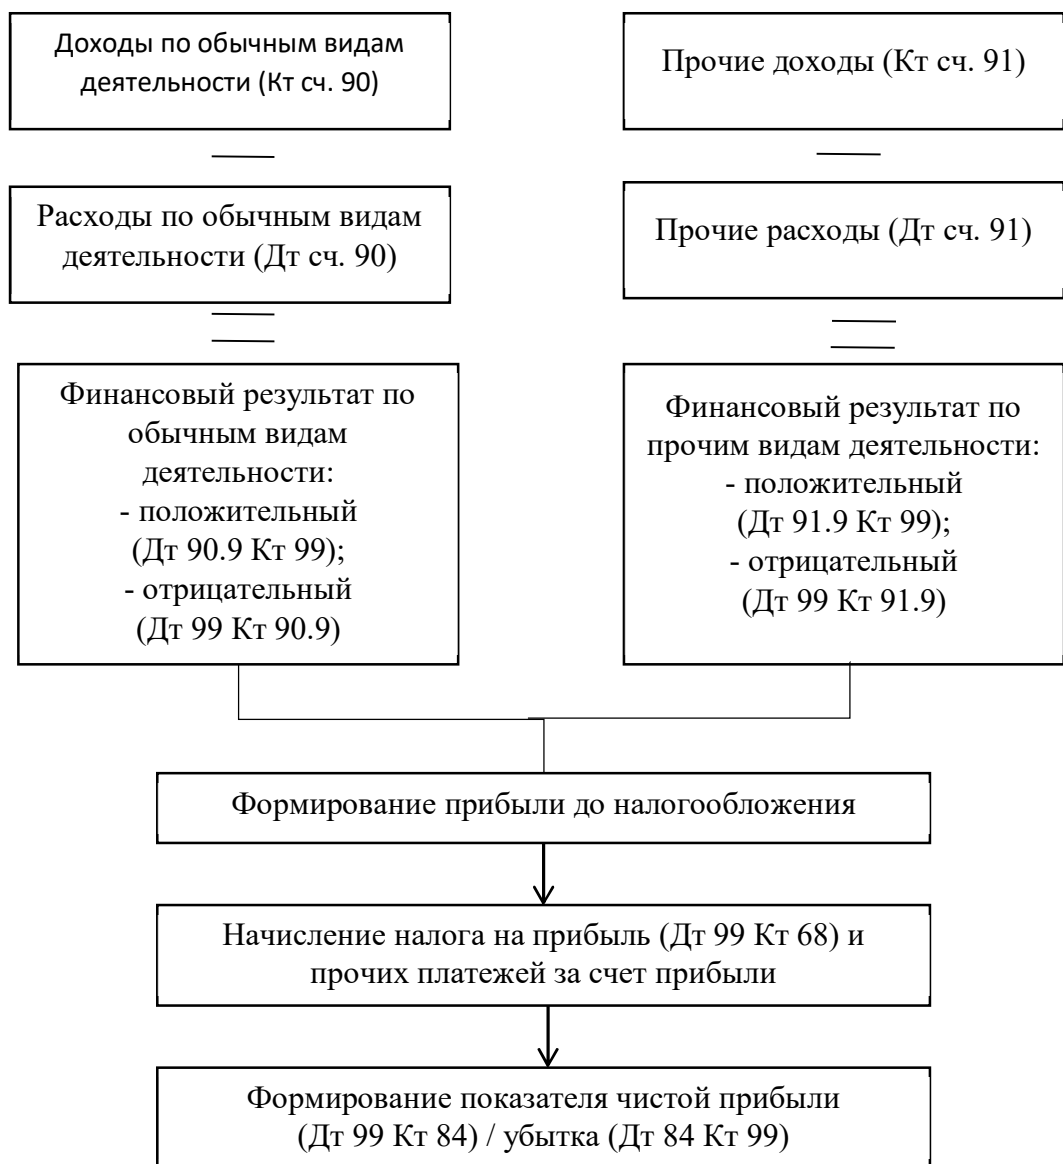 Доходы по обычным видам
деятельности (Кт сч. 90)
Прочие доходы (Кт сч. 91)
Расходы по обычным видам
деятельности (Дт сч. 90)
Прочие расходы (Дт сч. 91)
Финансовый результат по
обычным видам
деятельности:
- положительный
(Дт 90.9 Кт 99);
- отрицательный
(Дт 99 Кт 90.9)
Финансовый результат по
прочим видам деятельности:
- положительный
(Дт 91.9 Кт 99);
- отрицательный
(Дт 99 Кт 91.9)
Формирование прибыли до налогообложения
Начисление налога на прибыль (Дт 99 Кт 68) и
прочих платежей за счет прибыли
Формирование показателя чистой прибыли
(Дт 99 Кт 84) / убытка (Дт 84 Кт 99)